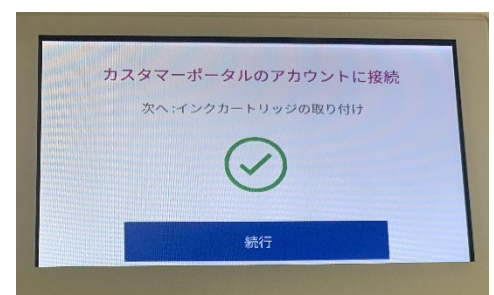 カスタマーポータルのアカウントに接続
次へ:インクカートリッジの取り付け
続行